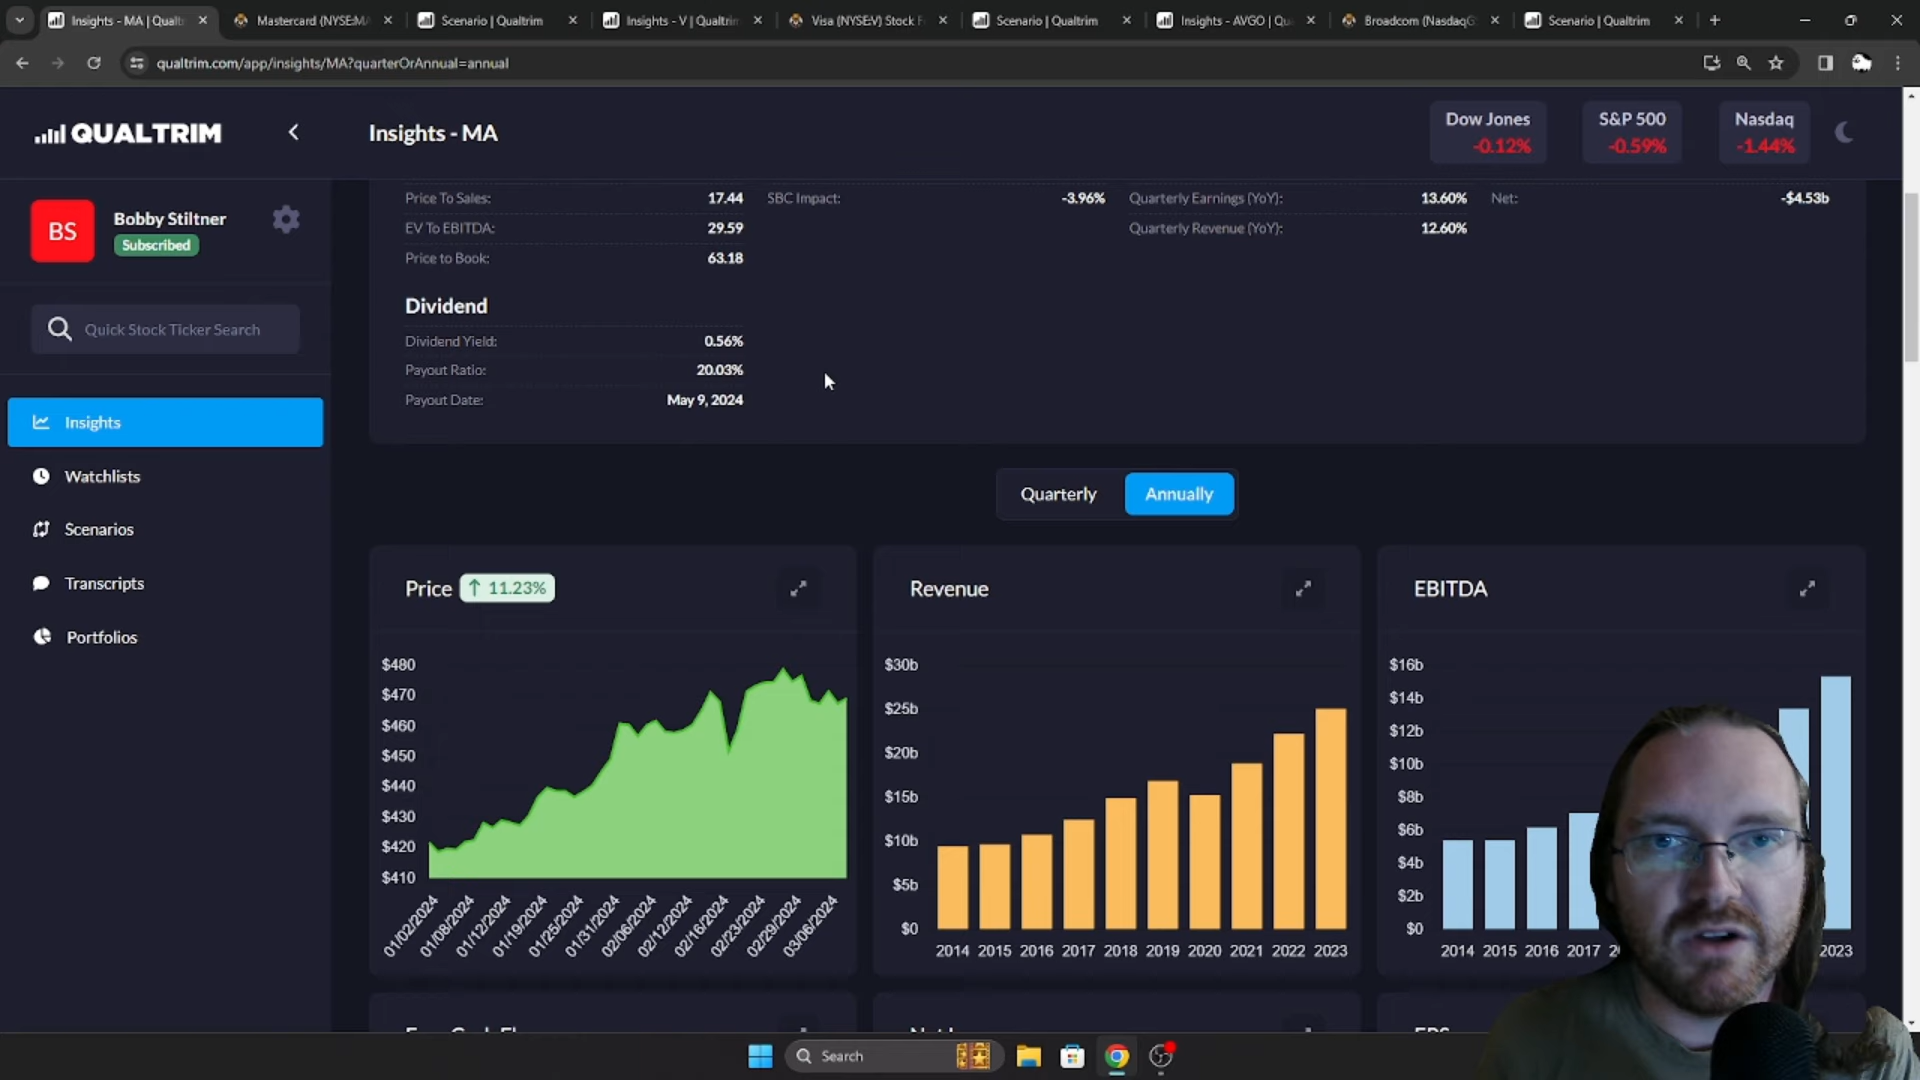 Insights - MA | Qualt
Mastercard (NYSE:MA
Scenario | Qualtrim
Insights - V | Qualtrim
Visa (NYSE:V) Stock F
Scenario | Qualtrim
Insights - AVGO | Qu
Broadcom (NasdaqG
Scenario | Qualtrim
qualtrim.com/app/insights/MA?quarterOrAnnual=annual
QUALTRIM
Insights - MA
Dow Jones
-0.12%
S&P 500
-0.59%
Nasdaq
-1.44%
BS
Bobby Stiltner
Subscribed
Quick Stock Ticker Search
Insights
Watchlists
Scenarios
Transcripts
Portfolios
Price To Sales: 17.44
SBC Impact: -3.96%
Quarterly Earnings (YoY): 13.60%
Net: -$4.53b
EV To EBITDA: 29.59
Quarterly Revenue (YoY): 12.60%
Price to Book: 63.18
Dividend
Dividend Yield: 0.56%
Payout Ratio: 20.03%
Payout Date: May 9, 2024
Quarterly
Annually
Price
11.23%
$480
$470
$460
$450
$440
$430
$420
$410
01/02/2024
01/08/2024
01/12/2024
01/19/2024
01/25/2024
01/31/2024
02/06/2024
02/12/2024
02/16/2024
02/23/2024
02/29/2024
03/06/2024
Revenue
$30b
$25b
$20b
$15b
$10b
$5b
$0
2014 2015 2016 2017 2018 2019 2020 2021 2022 2023
EBITDA
$16b
$14b
$12b
$10b
$8b
$6b
$4b
$2b
$0
2014 2015 2016 2017 2 2023
Search